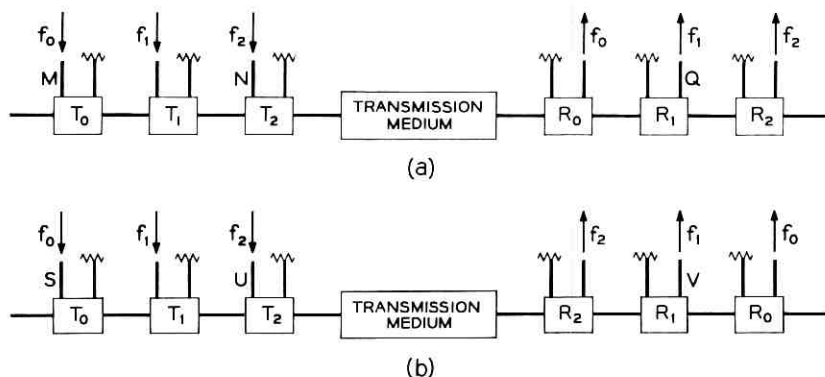 f₀ f₁ f₂ f₀ f₁ f₂
M N Q
T₀ T₁ T₂ TRANSMISSION MEDIUM R₀ R₁ R₂
(a)
f₀ f₁ f₂ f₂ f₁ f₀
S U V
T₀ T₁ T₂ TRANSMISSION MEDIUM R₂ R₁ R₀
(b)